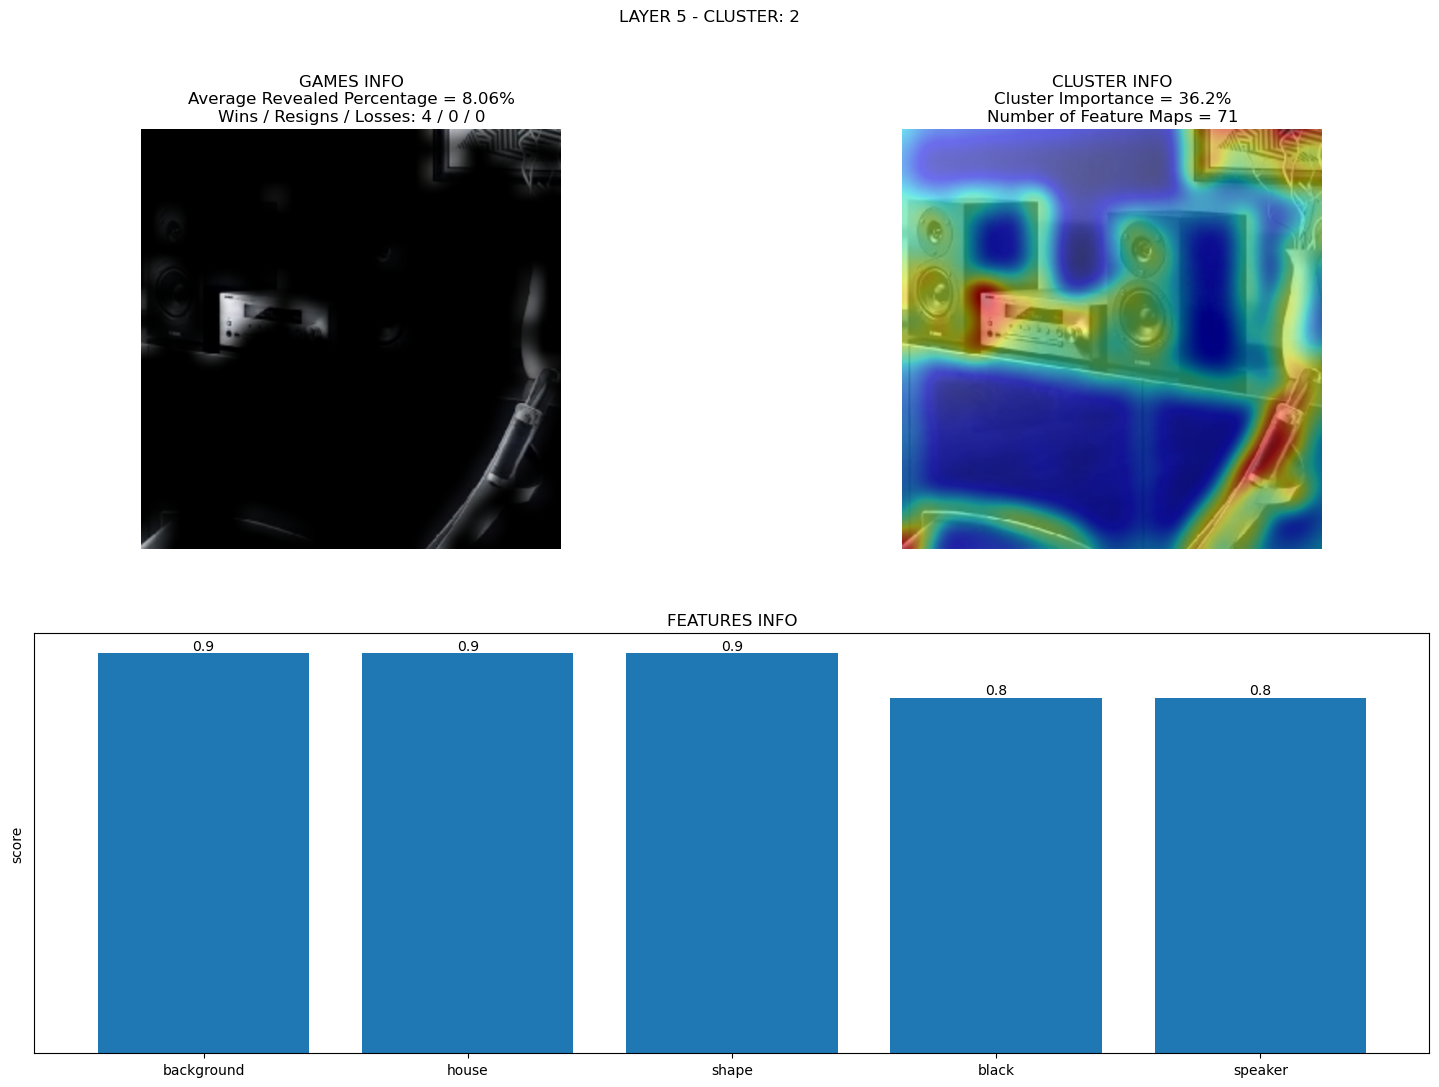 LAYER 5 - CLUSTER: 2
GAMES INFO
Average Revealed Percentage = 8.06%
Wins / Resigns / Losses: 4 / 0 / 0
CLUSTER INFO
Cluster Importance = 36.2%
Number of Feature Maps = 71
FEATURES INFO
score
0.9
0.9
0.9
0.8
0.8
background
house
shape
black
speaker